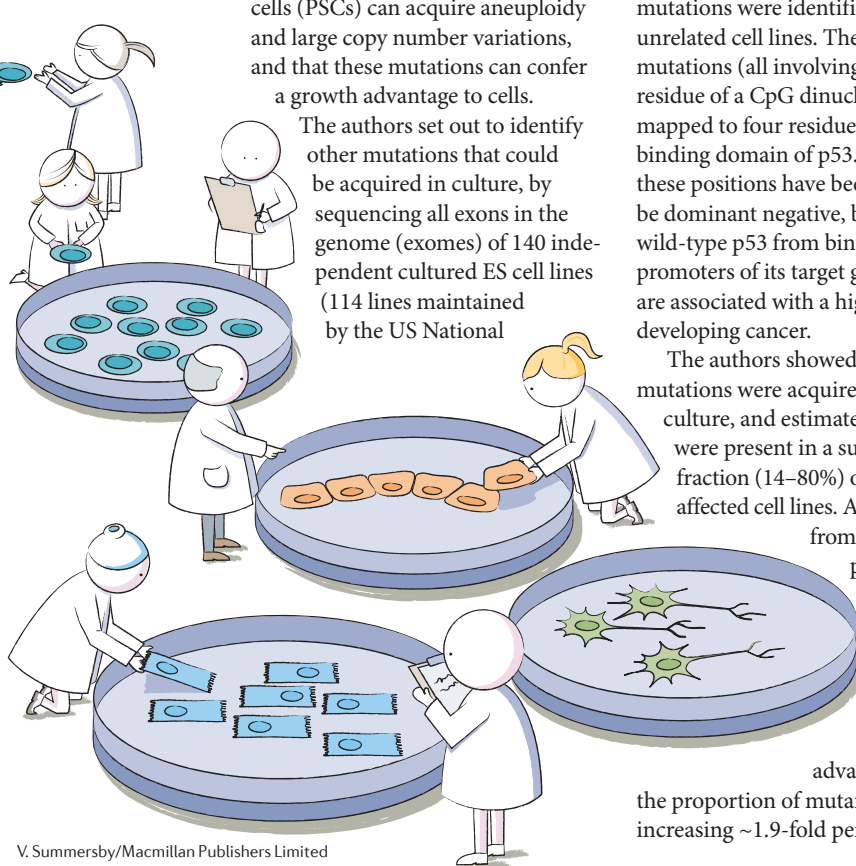 cells (PSCs) can acquire aneuploidy
and large copy number variations,
and that these mutations can confer
a growth advantage to cells.
The authors set out to identify
other mutations that could
be acquired in culture, by
sequencing all exons in the
genome (exomes) of 140 inde-
pendent cultured ES cell lines
(114 lines maintained
by the US National
mutations were identifi
unrelated cell lines. The
mutations (all involving
residue of a CpG dinucl
mapped to four residue
binding domain of p53.
these positions have bee
be dominant negative, b
wild-type p53 from bin
promoters of its target g
are associated with a hig
developing cancer.
The authors showed
mutations were acquire
culture, and estimate
were present in a su
fraction (14–80%) o
affected cell lines. A
from
p
adva
the proportion of mutan
increasing ~1.9-fold per
V. Summersby/Macmillan Publishers Limited